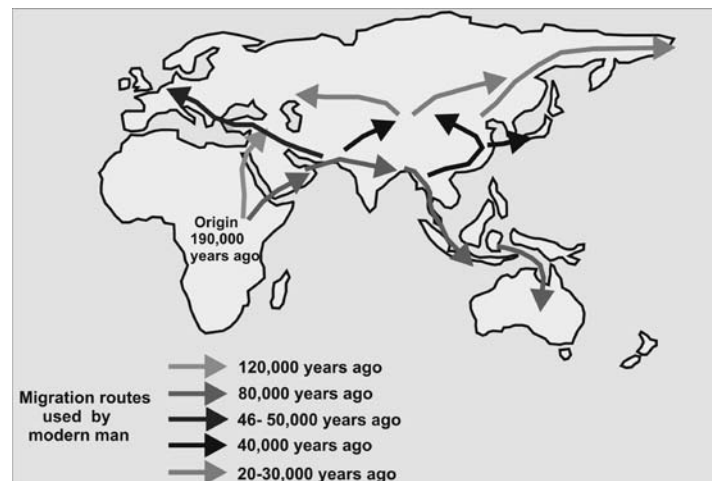 Origin
190,000
years ago
Migration routes
used by
modern man
120,000 years ago
80,000 years ago
46- 50,000 years ago
40,000 years ago
20-30,000 years ago